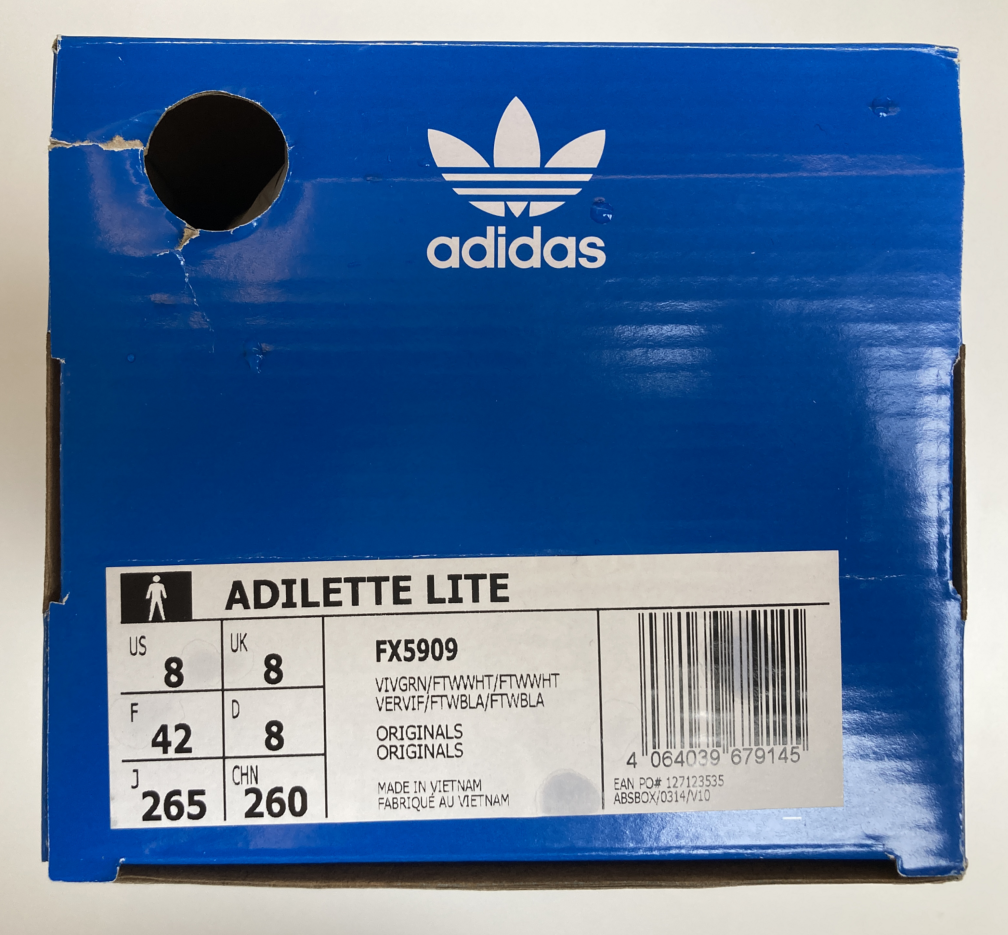 adidas
ADILETTE LITE
US 8
UK 8
F 42
D 8
J 265
CHN 260
FX5909
VIVGRN/FTWWHT/FTWWHT
VERVIF/FTWBLA/FTWBLA
ORIGINALS
ORIGINALS
MADE IN VIETNAM
FABRIQUÉ AU VIETNAM
4 064039 679145
EAN PO# 127123535
ABSBOX/0314/V10